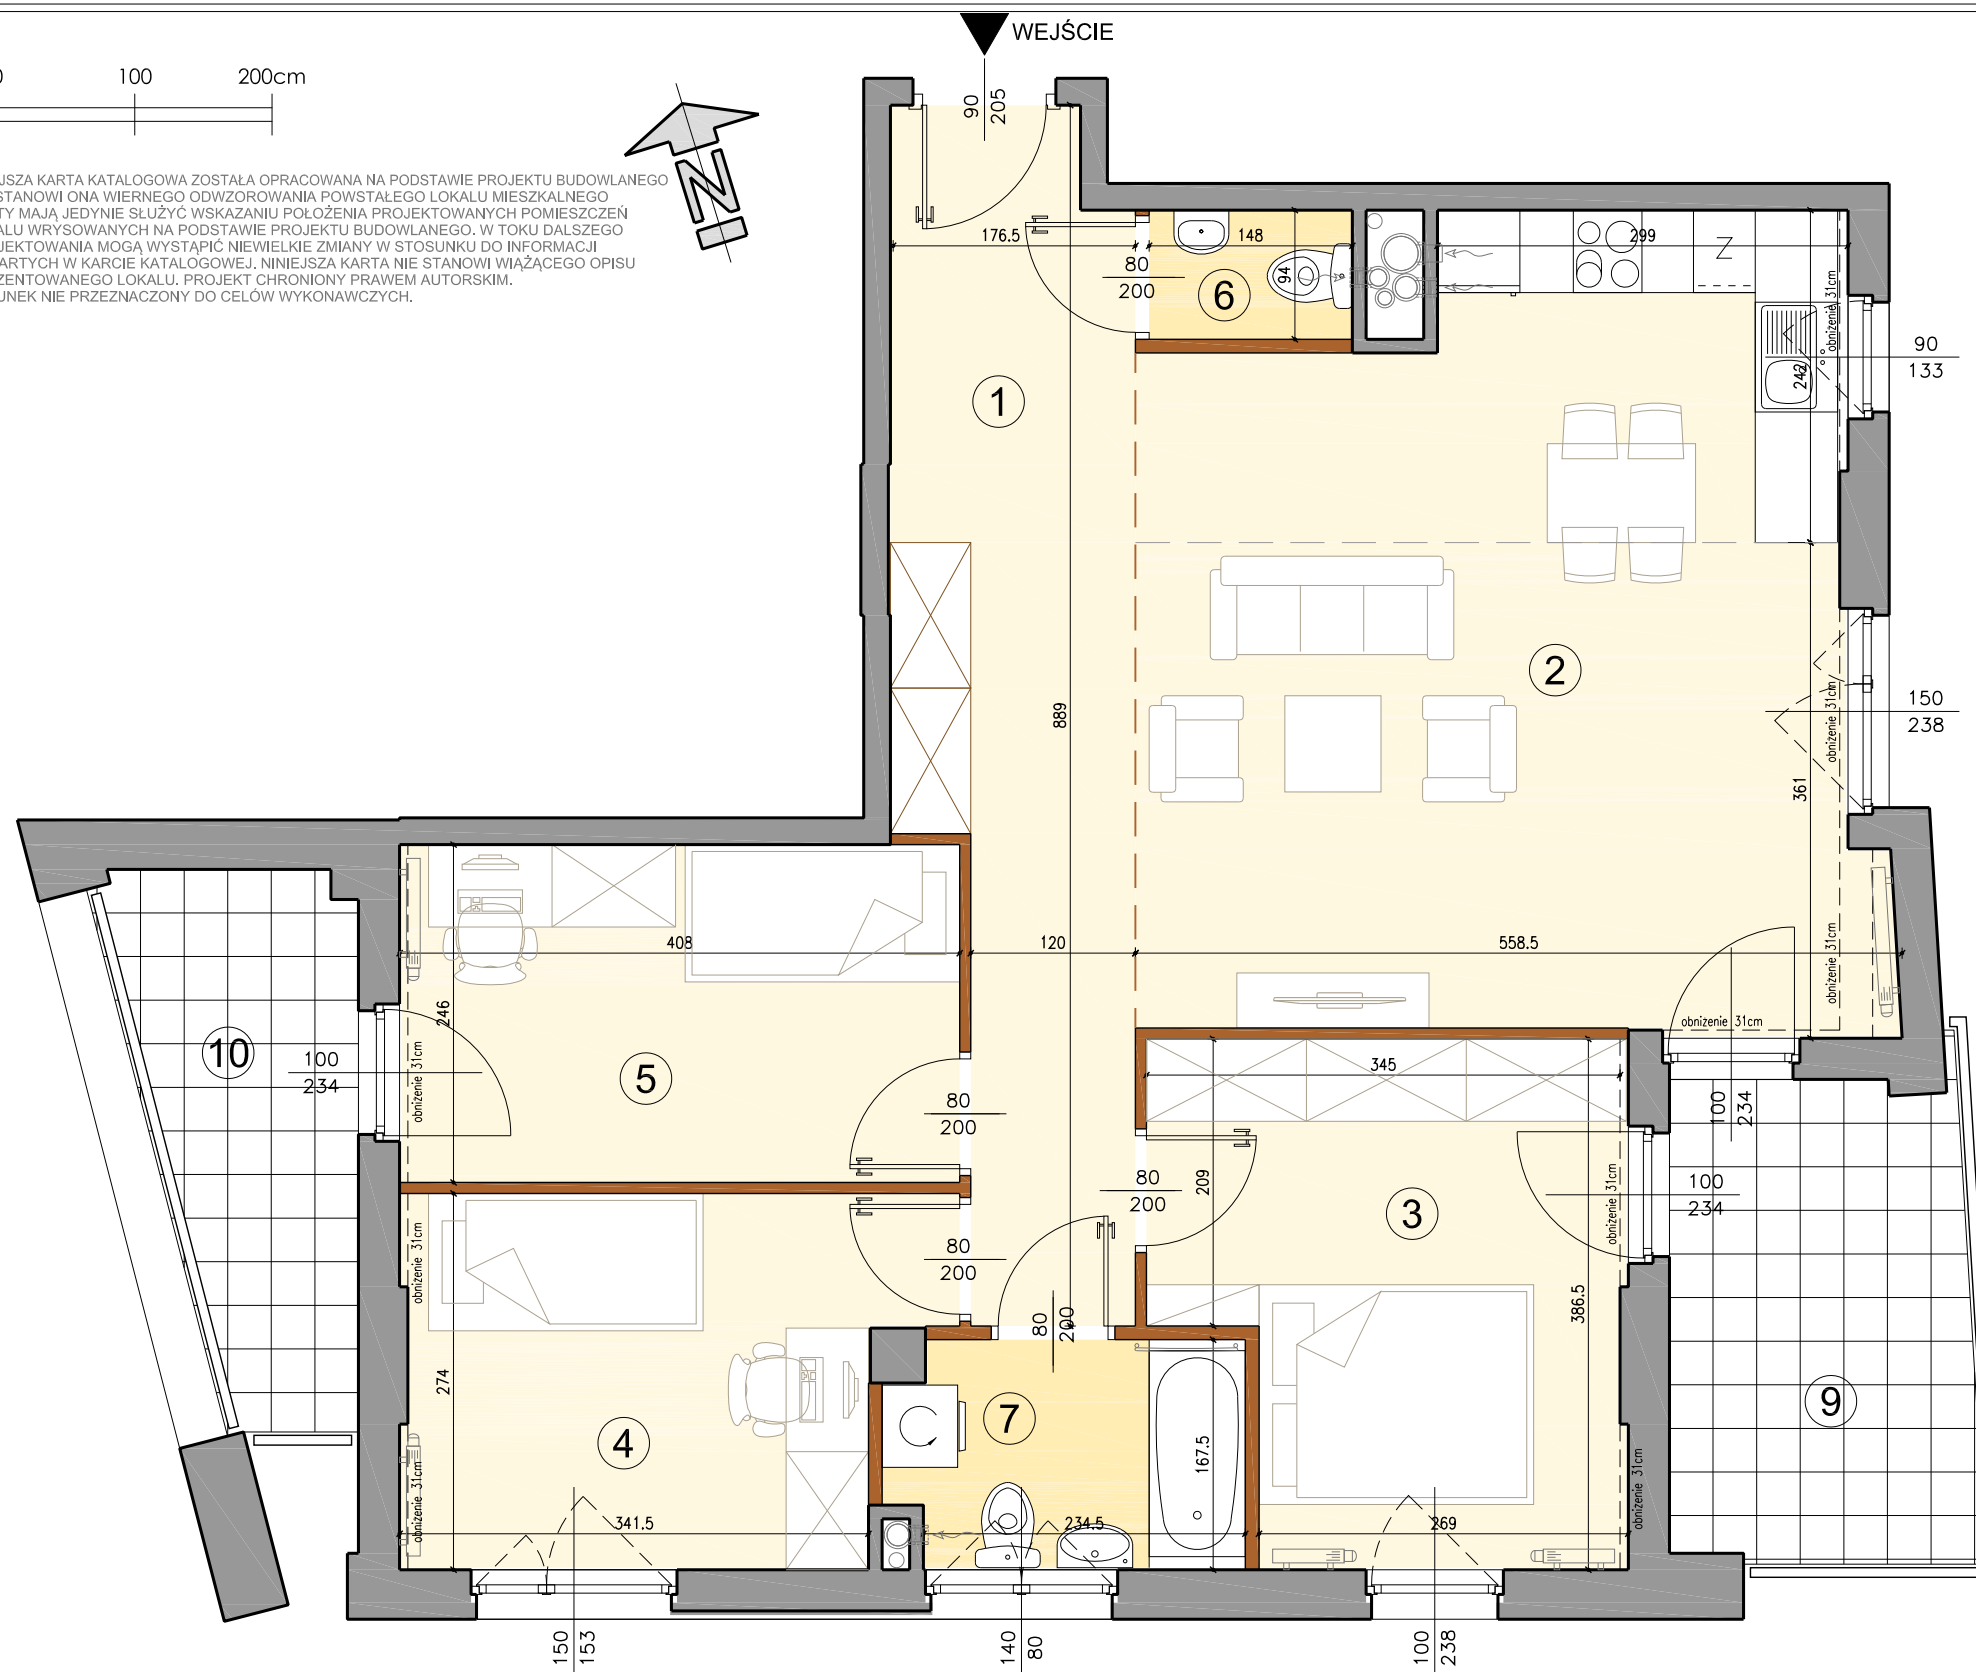 WEJŚCIE
100 200cm
N
JSZA KARTA KATALOGOWA ZOSTAŁA OPRACOWANA NA PODSTAWIE PROJEKTU BUDOWLANEGO
STANOWI ONA WIERNEGO ODWZOROWANIA POWSTAŁEGO LOKALU MIESZKALNEGO
TY MAJĄ JEDYNIE SŁUŻYĆ WSKAZANIU POŁOŻENIA PROJEKTOWANYCH POMIESZCZEŃ
ALU WRYSOWANYCH NA PODSTAWIE PROJEKTU BUDOWLANEGO. W TOKU DALSZEGO
JEKTOWANIA MOGĄ WYSTĄPIĆ NIEWIELKIE ZMIANY W STOSUNKU DO INFORMACJI
ARTYCH W KARCIE KATALOGOWEJ. NINIEJSZA KARTA NIE STANOWI WIĄŻĄCEGO OPISU
ZENTOWANEGO LOKALU. PROJEKT CHRONIONY PRAWEM AUTORSKIM.
UNEK NIE PRZEZNACZONY DO CELÓW WYKONAWCZYCH.
90
205
176.5
148
299
Z
80
200
94
6
obniżenie 31cm
90
133
242
1
2
150
238
obniżenie 31cm
889
361
408
120
558.5
obniżenie 31cm
obniżenie 31cm
246
10
100
234
obniżenie 31cm
5
80
200
345
100
234
80
200
209
3
obniżenie 31cm
100
234
obniżenie 31cm
80
200
80
200
386.5
274
4
7
9
167.5
obniżenie 31cm
obniżenie 31cm
341.5
234.5
269
150
153
140
80
100
238